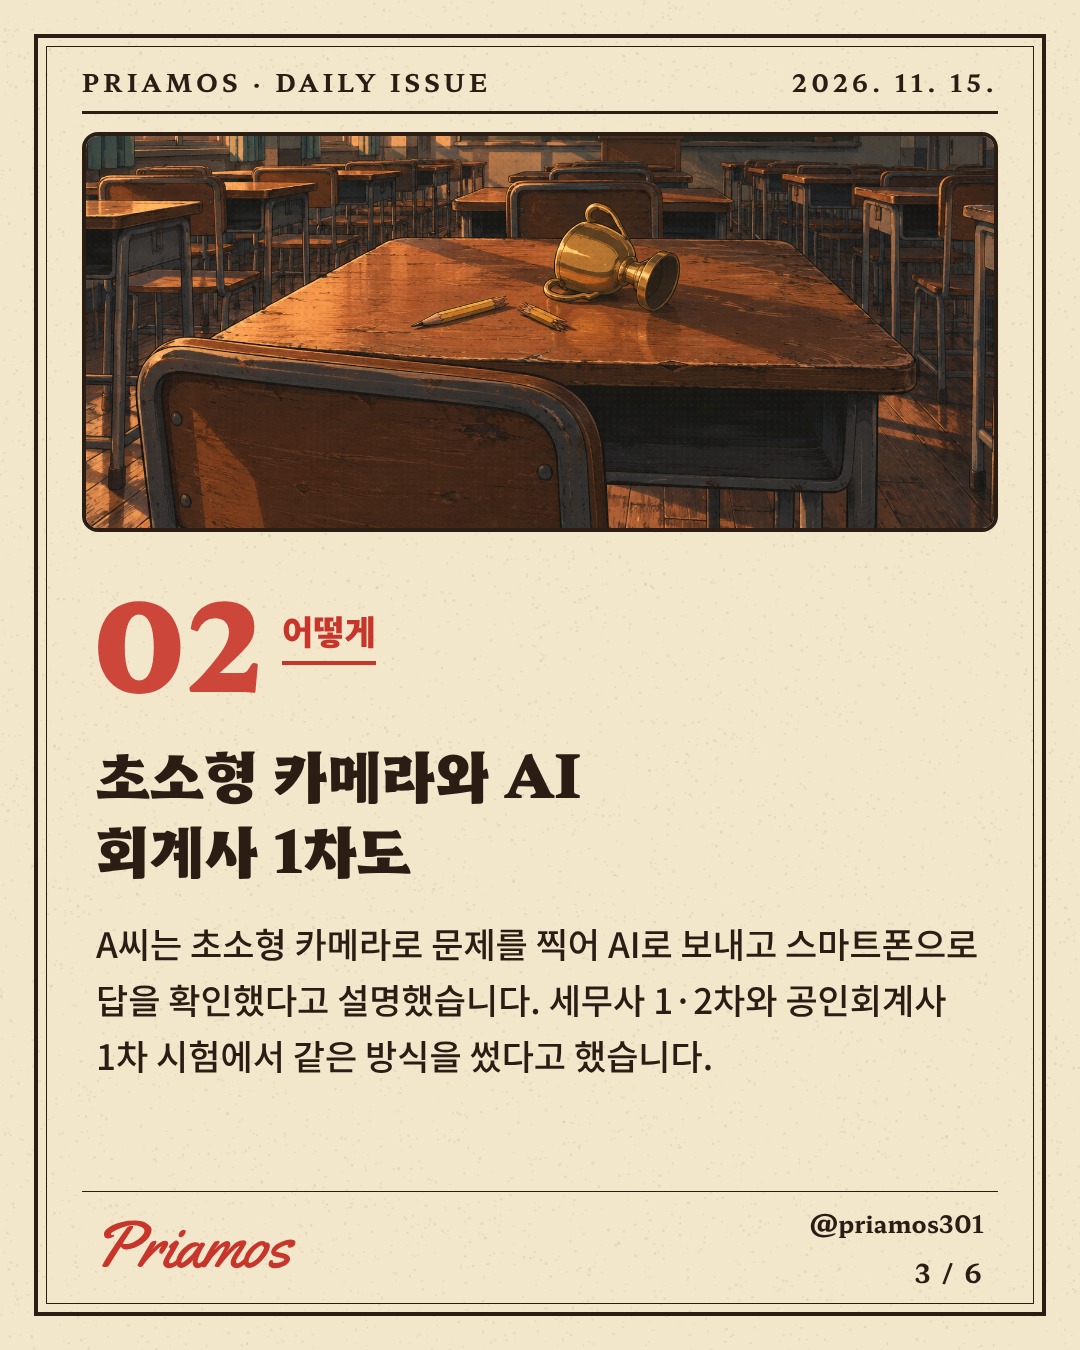 PRIAMOS · DAILY ISSUE
2026. 11. 15.
02
어떻게
초소형 카메라와 AI
회계사 1차도
A씨는 초소형 카메라로 문제를 찍어 AI로 보내고 스마트폰으로
답을 확인했다고 설명했습니다. 세무사 1·2차와 공인회계사
1차 시험에서 같은 방식을 썼다고 했습니다.
Priamos
@priamos301
3 / 6